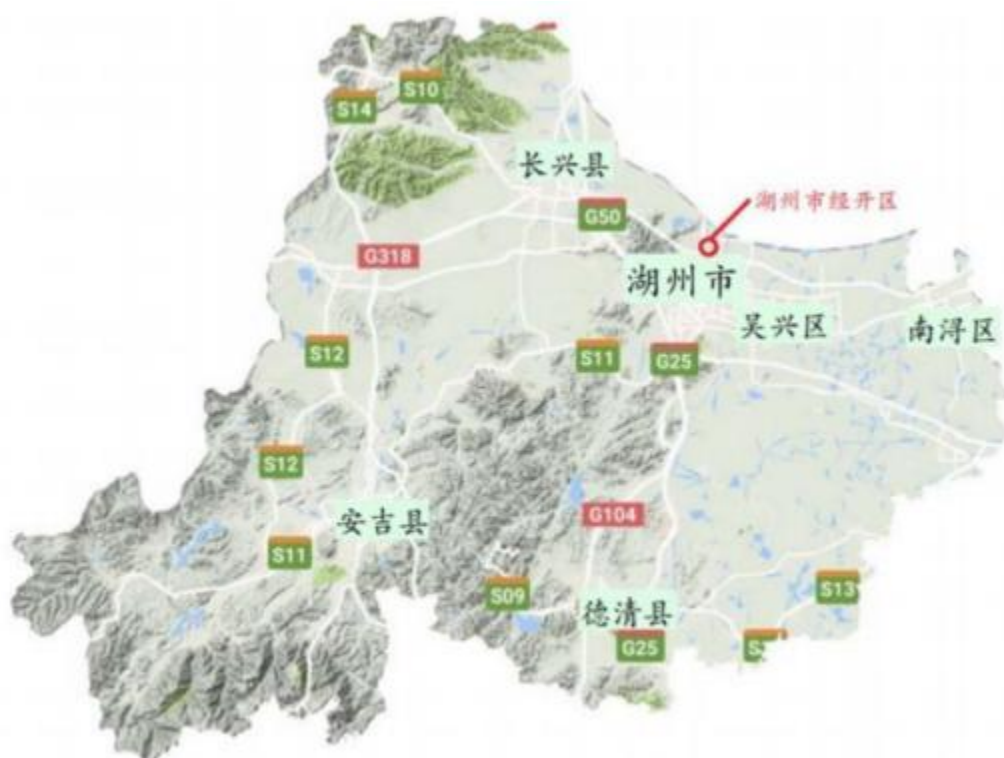 S10
S14
长兴县
湖州市经开区
G50
G318
湖州市
吴兴区
南浔区
S12
S11
G25
S12
安吉县
G104
S11
S09
德清县
S13
G25